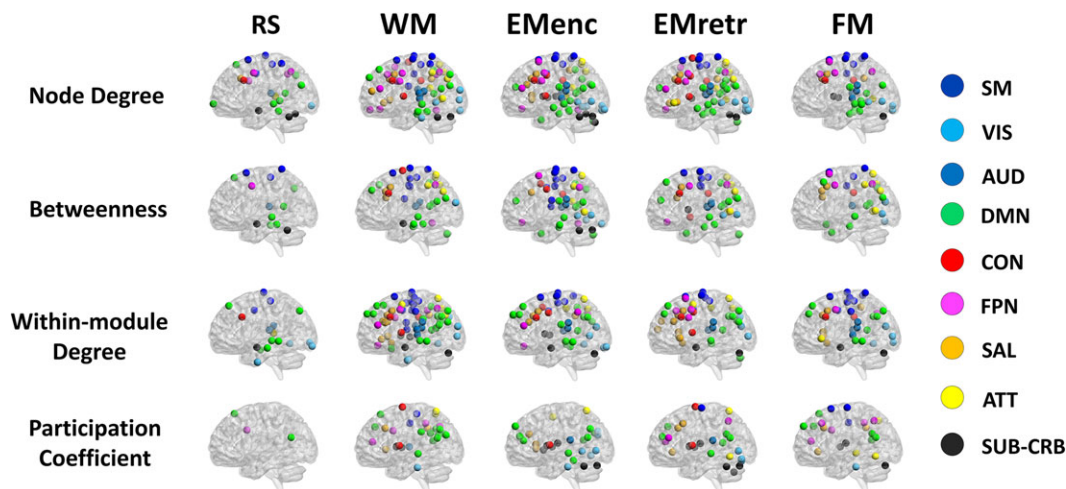 RS WM EMenc EMretr FM
Node Degree
Betweenness
Within-module
Degree
Participation
Coefficient
SM
VIS
AUD
DMN
CON
FPN
SAL
ATT
SUB-CRB